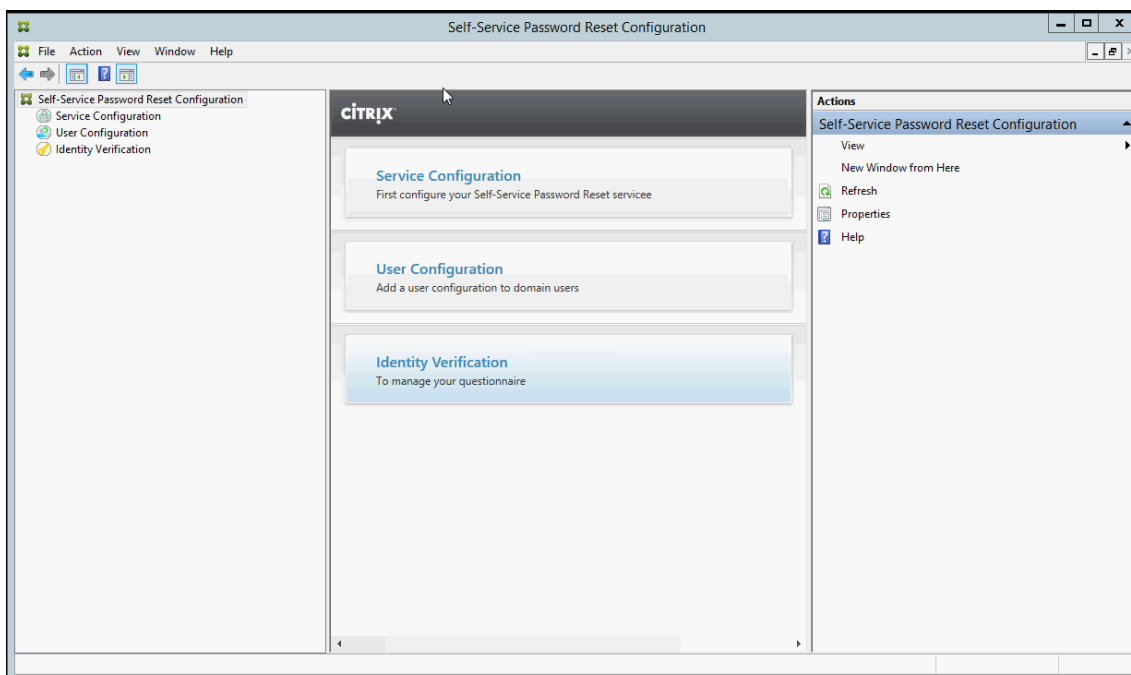 Self-Service Password Reset Configuration
File Action View Window Help
Self-Service Password Reset Configuration
Service Configuration
User Configuration
Identity Verification
CİTRIX
Service Configuration
First configure your Self-Service Password Reset servicee
User Configuration
Add a user configuration to domain users
Identity Verification
To manage your questionnaire
Actions
Self-Service Password Reset Configuration
View
New Window from Here
Refresh
Properties
Help